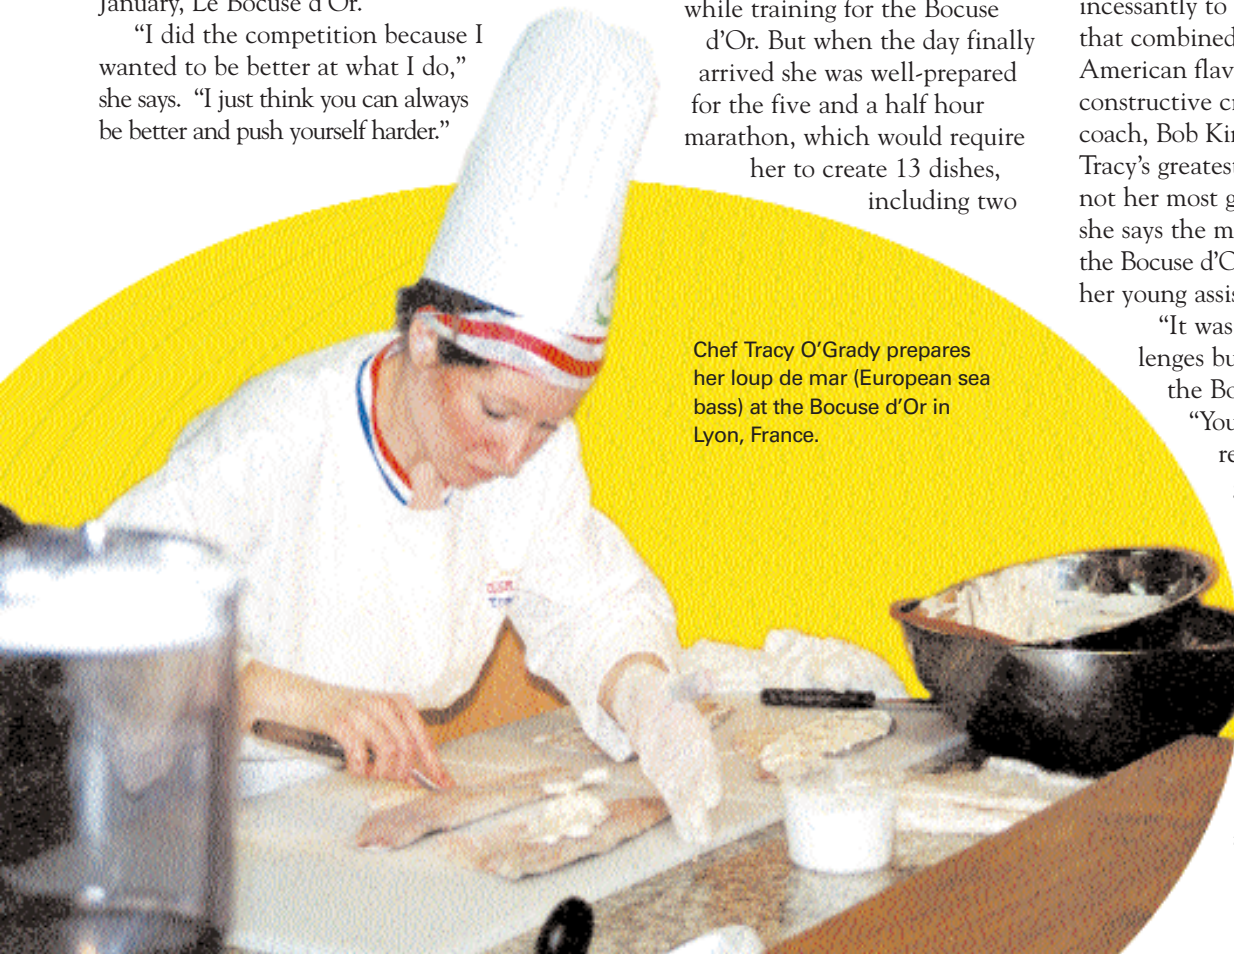 January, Le Bocuse d'Or.
"I did the competition because I
wanted to be better at what I do,"
she says. "I just think you can always
be better and push yourself harder."
while training for the Bocuse
d'Or. But when the day finally
arrived she was well-prepared
for the five and a half hour
marathon, which would require
her to create 13 dishes,
including two
incessantly to
that combined
American flav
constructive cr
coach, Bob Kin
Tracy's greatest
not her most g
she says the m
the Bocuse d'O
her young assis
"It was
lenges bu
the Bo
"You
re
Chef Tracy O'Grady prepares
her loup de mar (European sea
bass) at the Bocuse d'Or in
Lyon, France.